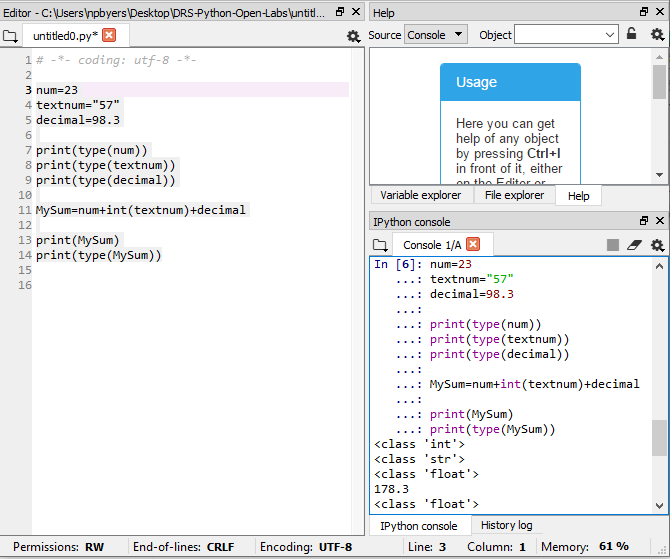 Editor - C:\Users\npbyers\Desktop\DRS-Python-Open-Labs\untitl...
untitled0.py*
1 # -*- coding: utf-8 -*-
2
3 num=23
4 textnum="57"
5 decimal=98.3
6
7 print(type(num))
8 print(type(textnum))
9 print(type(decimal))
10
11 MySum=num+int(textnum)+decimal
12
13 print(MySum)
14 print(type(MySum))
15
16
Help
Source Console Object
Usage
Here you can get
help of any object
by pressing Ctrl+I
in front of it, either
on the Editor or
Variable explorer File explorer Help
IPython console
Console 1/A
In [6]: num=23
...: textnum="57"
...: decimal=98.3
...:
...: print(type(num))
...: print(type(textnum))
...: print(type(decimal))
...:
...: MySum=num+int(textnum)+decimal
...:
...: print(MySum)
...: print(type(MySum))
<class 'int'>
<class 'str'>
<class 'float'>
178.3
<class 'float'>
IPython console History log
Permissions: RW End-of-lines: CRLF Encoding: UTF-8 Line: 3 Column: 1 Memory: 61 %